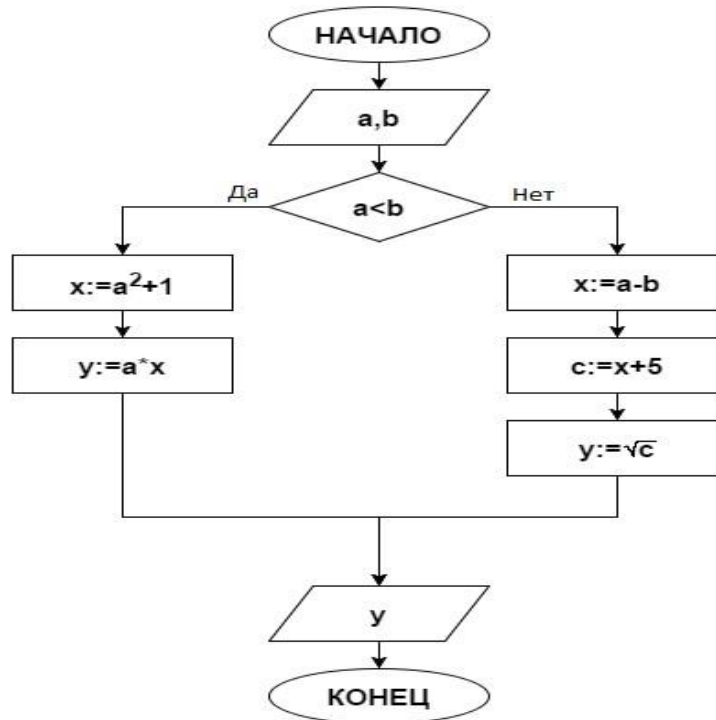 НАЧАЛО
a,b
Да
a<b
Нет
x:=a²+1
y:=a*x
x:=a-b
c:=x+5
y:=√c
y
КОНЕЦ